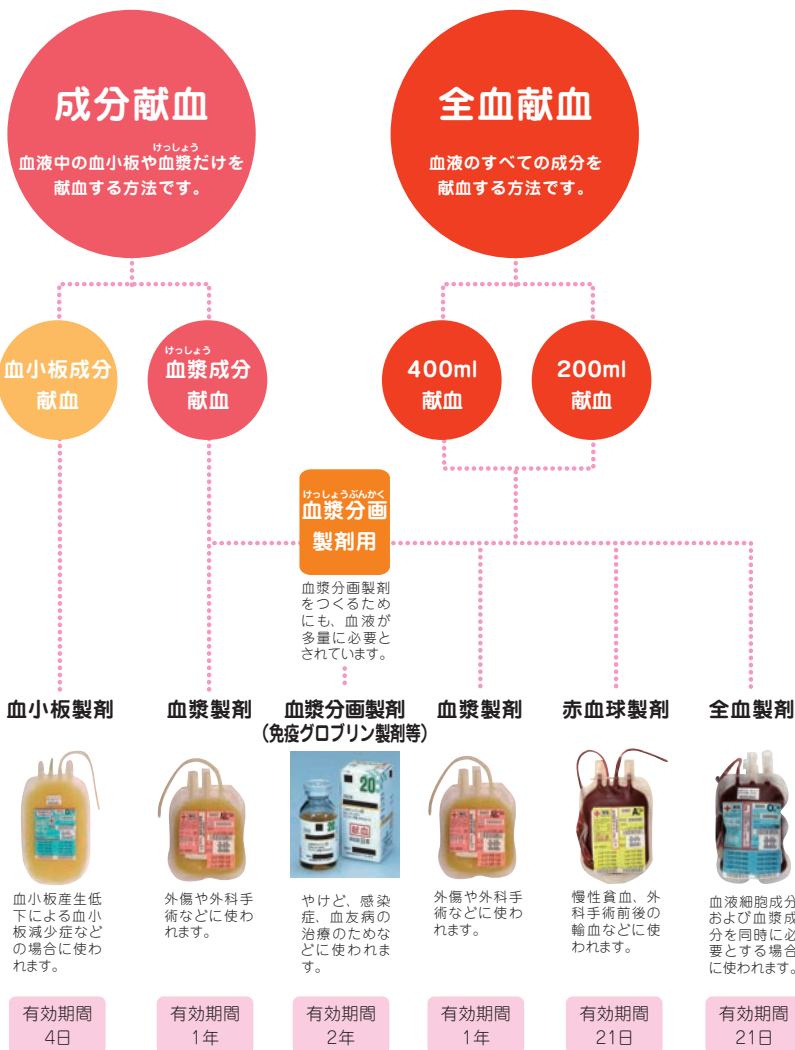 成分献血
けっしょう
血液中の血小板や血漿だけを
献血する方法です。
全血献血
血液のすべての成分を
献血する方法です。
血小板成分
献血
けっしょう
血漿成分
献血
400ml
献血
200ml
献血
けっしょうぶんかく
血漿分画
製剤用
血漿分画製剤
をつくるため
にも、血液が
多量に必要と
されています。
血小板製剤
血漿製剤
血漿分画製剤
(免疫グロブリン製剤等)
血漿製剤
赤血球製剤
全血製剤
20
献血
血小板産生低
下による血小
板減少症など
の場合に使わ
れます。
外傷や外科手
術などに使わ
れます。
やけど、感染
症、血友病の
治療のためな
どに使われま
す。
外傷や外科手
術などに使わ
れます。
慢性貧血、外
科手術前後の
輸血などに使
われます。
血液細胞成分
および血漿成
分を同時に必
要とする場合
に使われます。
有効期間
4日
有効期間
1年
有効期間
2年
有効期間
1年
有効期間
21日
有効期間
21日